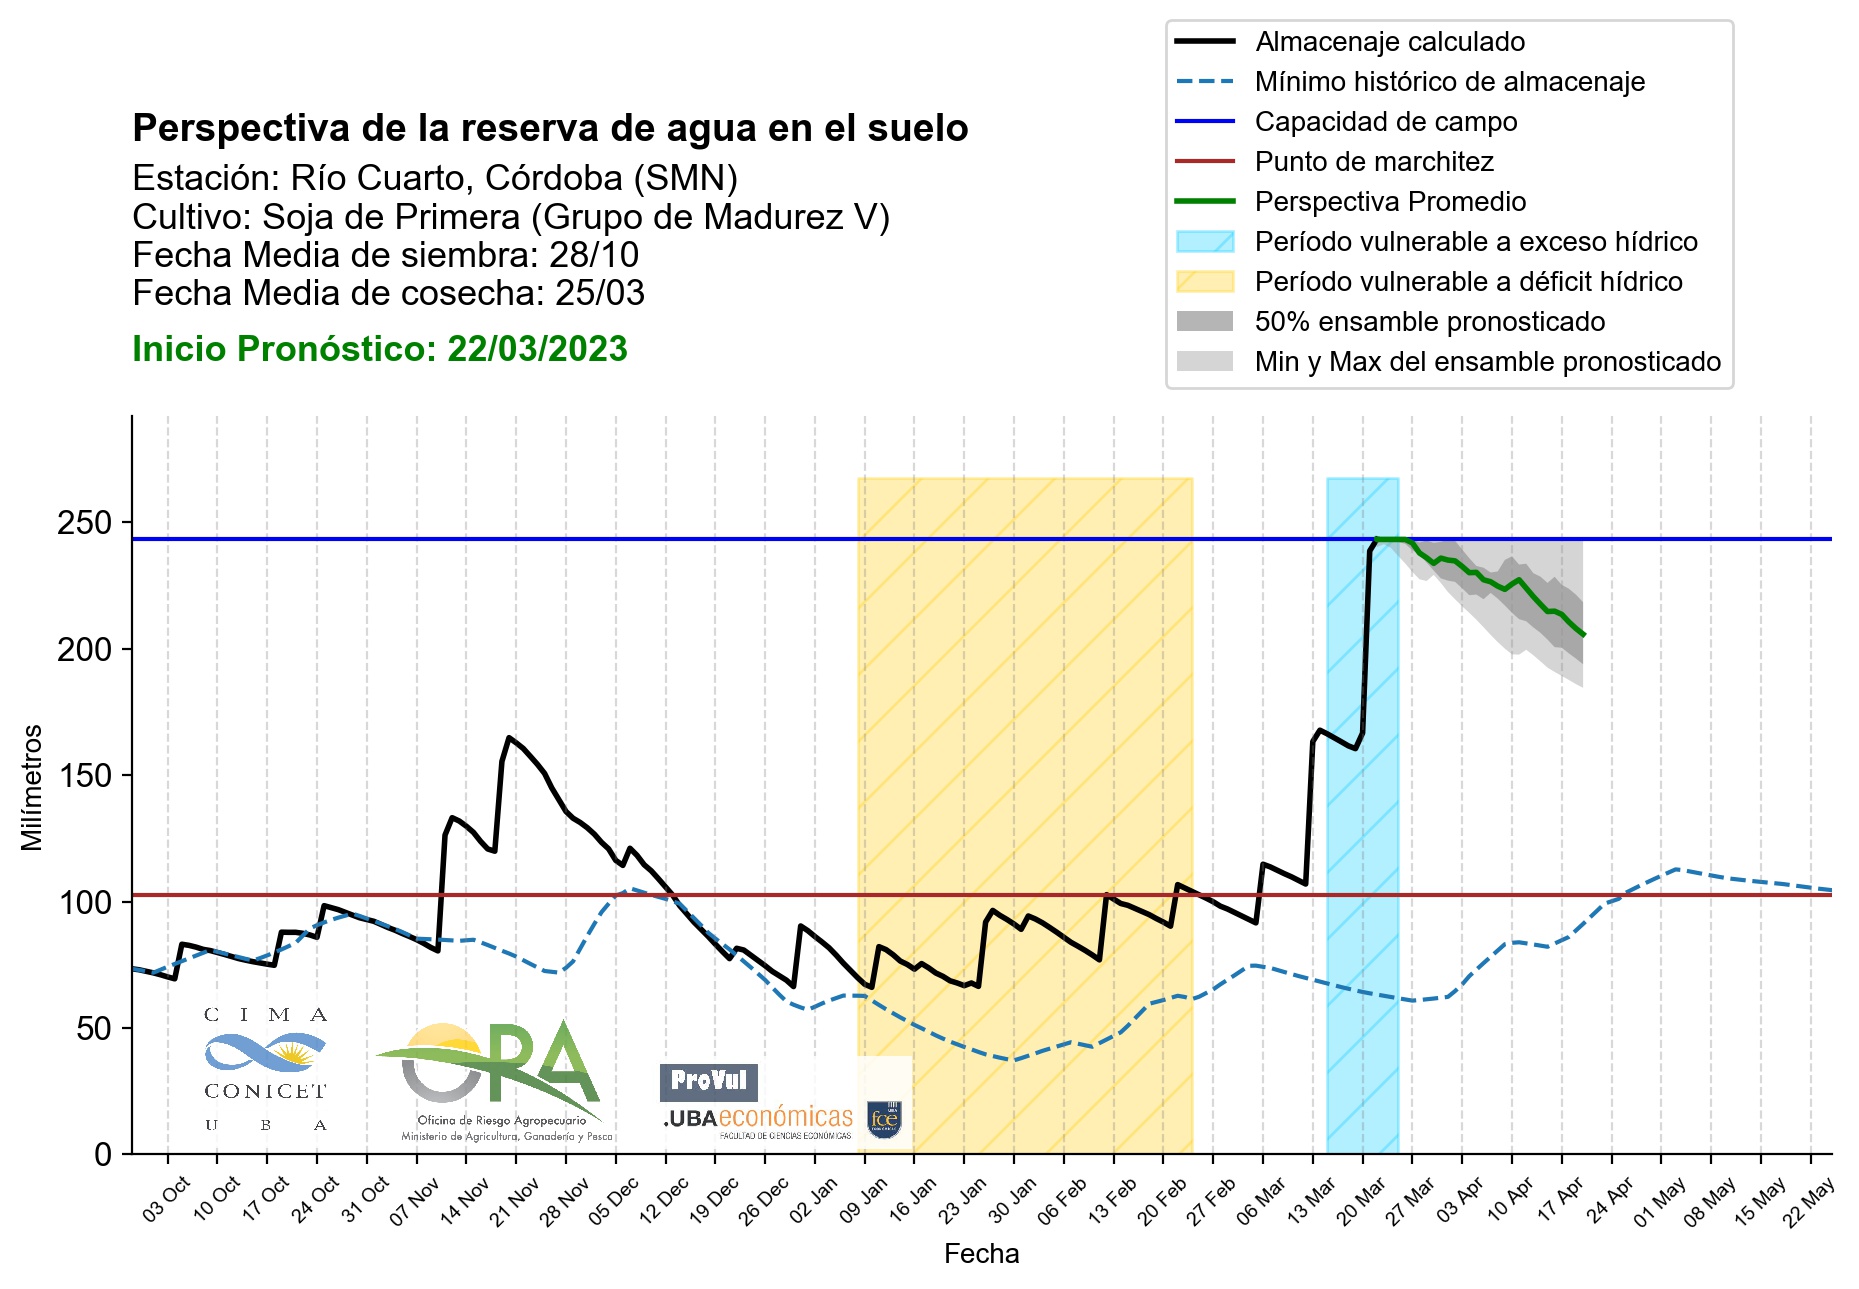 Almacenaje calculado
Mínimo histórico de almacenaje
Capacidad de campo
Punto de marchitez
Perspectiva Promedio
Período vulnerable a exceso hídrico
Período vulnerable a déficit hídrico
50% ensamble pronosticado
Min y Max del ensamble pronosticado
Perspectiva de la reserva de agua en el suelo
Estación: Río Cuarto, Córdoba (SMN)
Cultivo: Soja de Primera (Grupo de Madurez V)
Fecha Media de siembra: 28/10
Fecha Media de cosecha: 25/03
Inicio Pronóstico: 22/03/2023
Milímetros
250
200
150
100
50
0
CIMA
CONICET
UBA
ORA
Oficina de Riesgo Agropecuario
Ministerio de Agricultura, Ganadería y Pesca
ProVul
.UBAeconómicas
FACULTAD DE CIENCIAS ECONÓMICAS
fce
03 Oct
10 Oct
17 Oct
24 Oct
31 Oct
07 Nov
14 Nov
21 Nov
28 Nov
05 Dec
12 Dec
19 Dec
26 Dec
02 Jan
09 Jan
16 Jan
23 Jan
30 Jan
06 Feb
13 Feb
20 Feb
27 Feb
06 Mar
13 Mar
20 Mar
27 Mar
03 Apr
10 Apr
17 Apr
24 Apr
01 May
08 May
15 May
22 May
Fecha